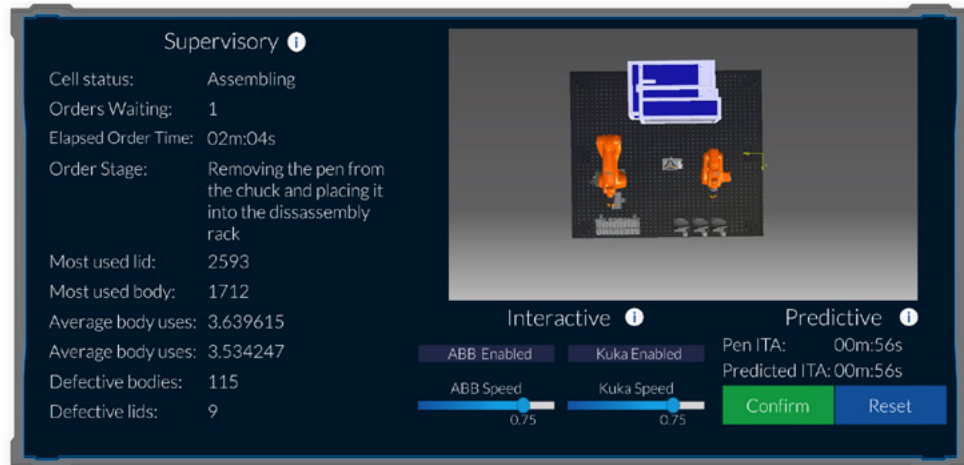 Supervisory i
Cell status: Assembling
Orders Waiting: 1
Elapsed Order Time: 02m:04s
Order Stage: Removing the pen from
the chuck and placing it
into the dissassembly
rack
Most used lid: 2593
Most used body: 1712
Average body uses: 3.639615
Average body uses: 3.534247
Defective bodies: 115
Defective lids: 9
Interactive i
ABB Enabled Kuka Enabled
ABB Speed Kuka Speed
0.75 0.75
Predictive i
Pen ITA: 00m:56s
Predicted ITA: 00m:56s
Confirm Reset